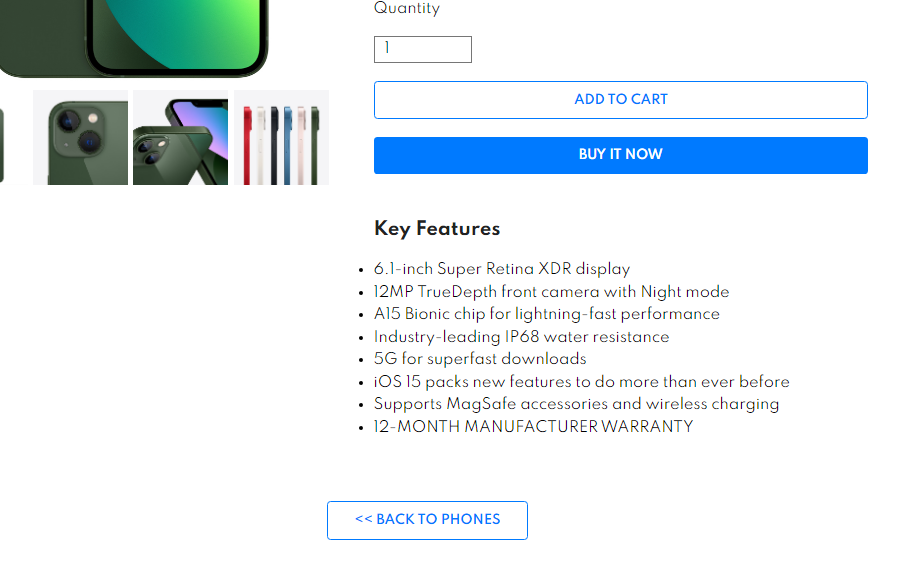 Quantity
1
ADD TO CART
BUY IT NOW
Key Features
6.1-inch Super Retina XDR display
12MP TrueDepth front camera with Night mode
A15 Bionic chip for lightning-fast performance
Industry-leading IP68 water resistance
5G for superfast downloads
iOS 15 packs new features to do more than ever before
Supports MagSafe accessories and wireless charging
12-MONTH MANUFACTURER WARRANTY
<< BACK TO PHONES